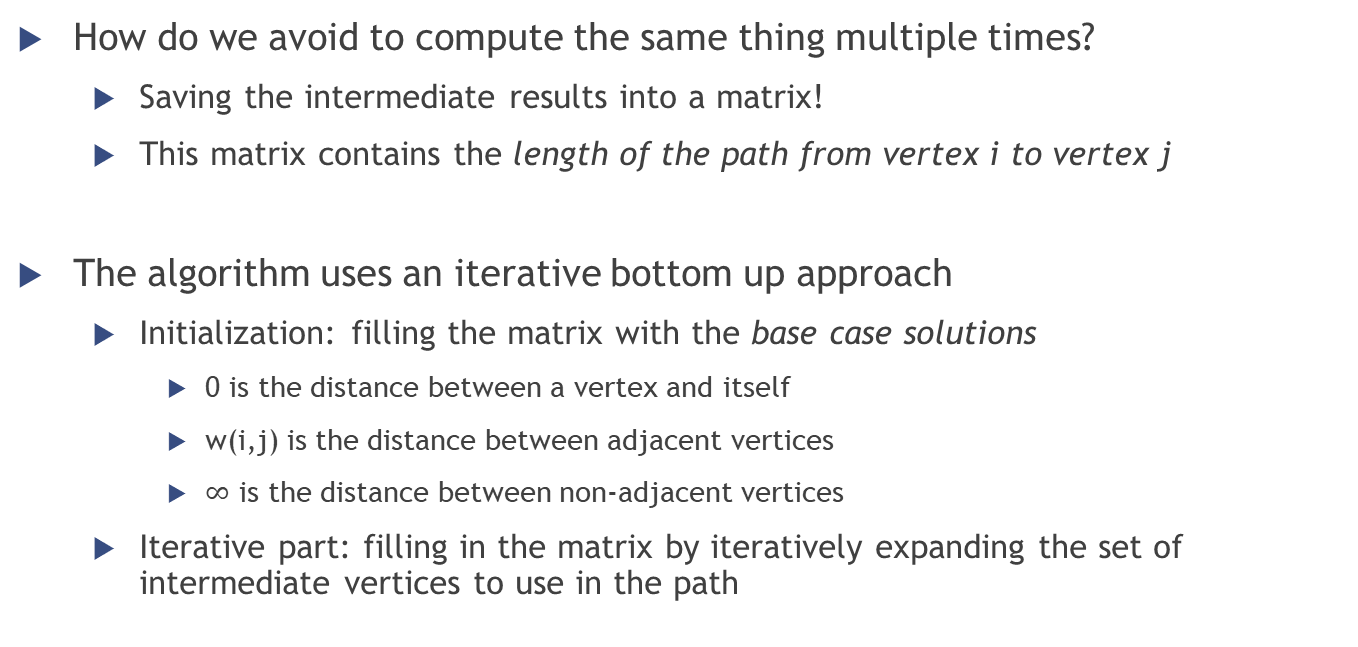 How do we avoid to compute the same thing multiple times?
Saving the intermediate results into a matrix!
This matrix contains the length of the path from vertex i to vertex j
The algorithm uses an iterative bottom up approach
Initialization: filling the matrix with the base case solutions
0 is the distance between a vertex and itself
w(i,j) is the distance between adjacent vertices
∞ is the distance between non-adjacent vertices
Iterative part: filling in the matrix by iteratively expanding the set of
intermediate vertices to use in the path